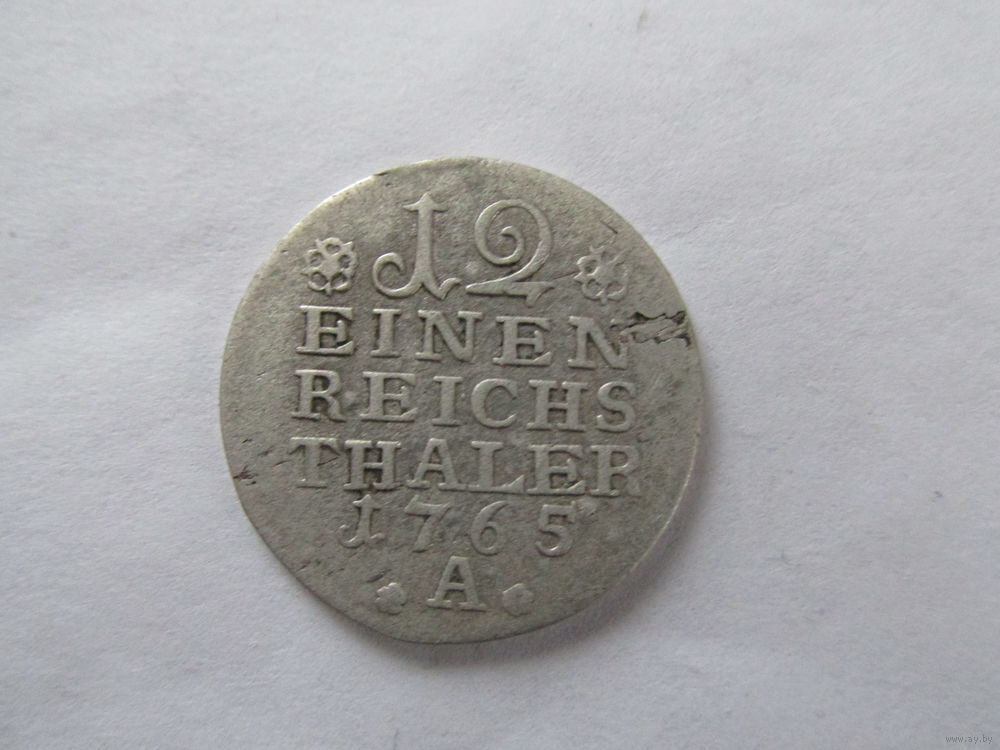 12
EINEN
REICHS
THALER
1765
A
www.ay.by